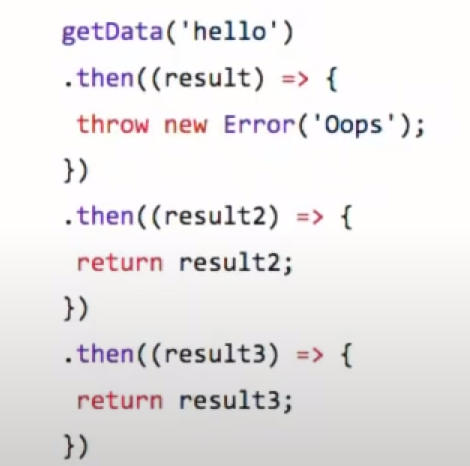 getData('hello')
.then((result) => {
throw new Error('Oops');
})
.then((result2) => {
return result2;
})
.then((result3) => {
return result3;
})